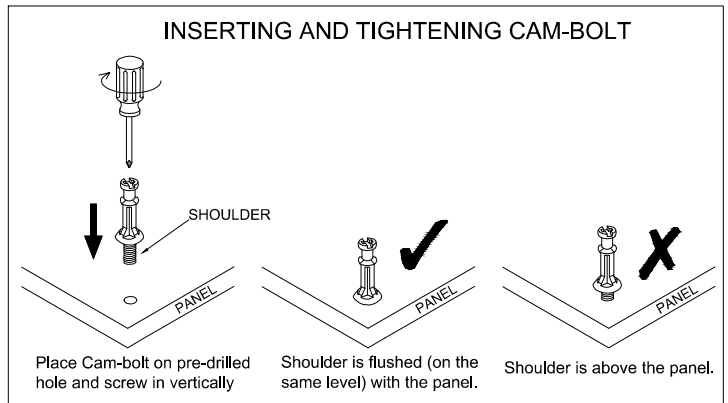 INSERTING AND TIGHTENING CAM-BOLT
SHOULDER
PANEL
Place Cam-bolt on pre-drilled
hole and screw in vertically
PANEL
Shoulder is flushed (on the
same level) with the panel.
PANEL
Shoulder is above the panel.